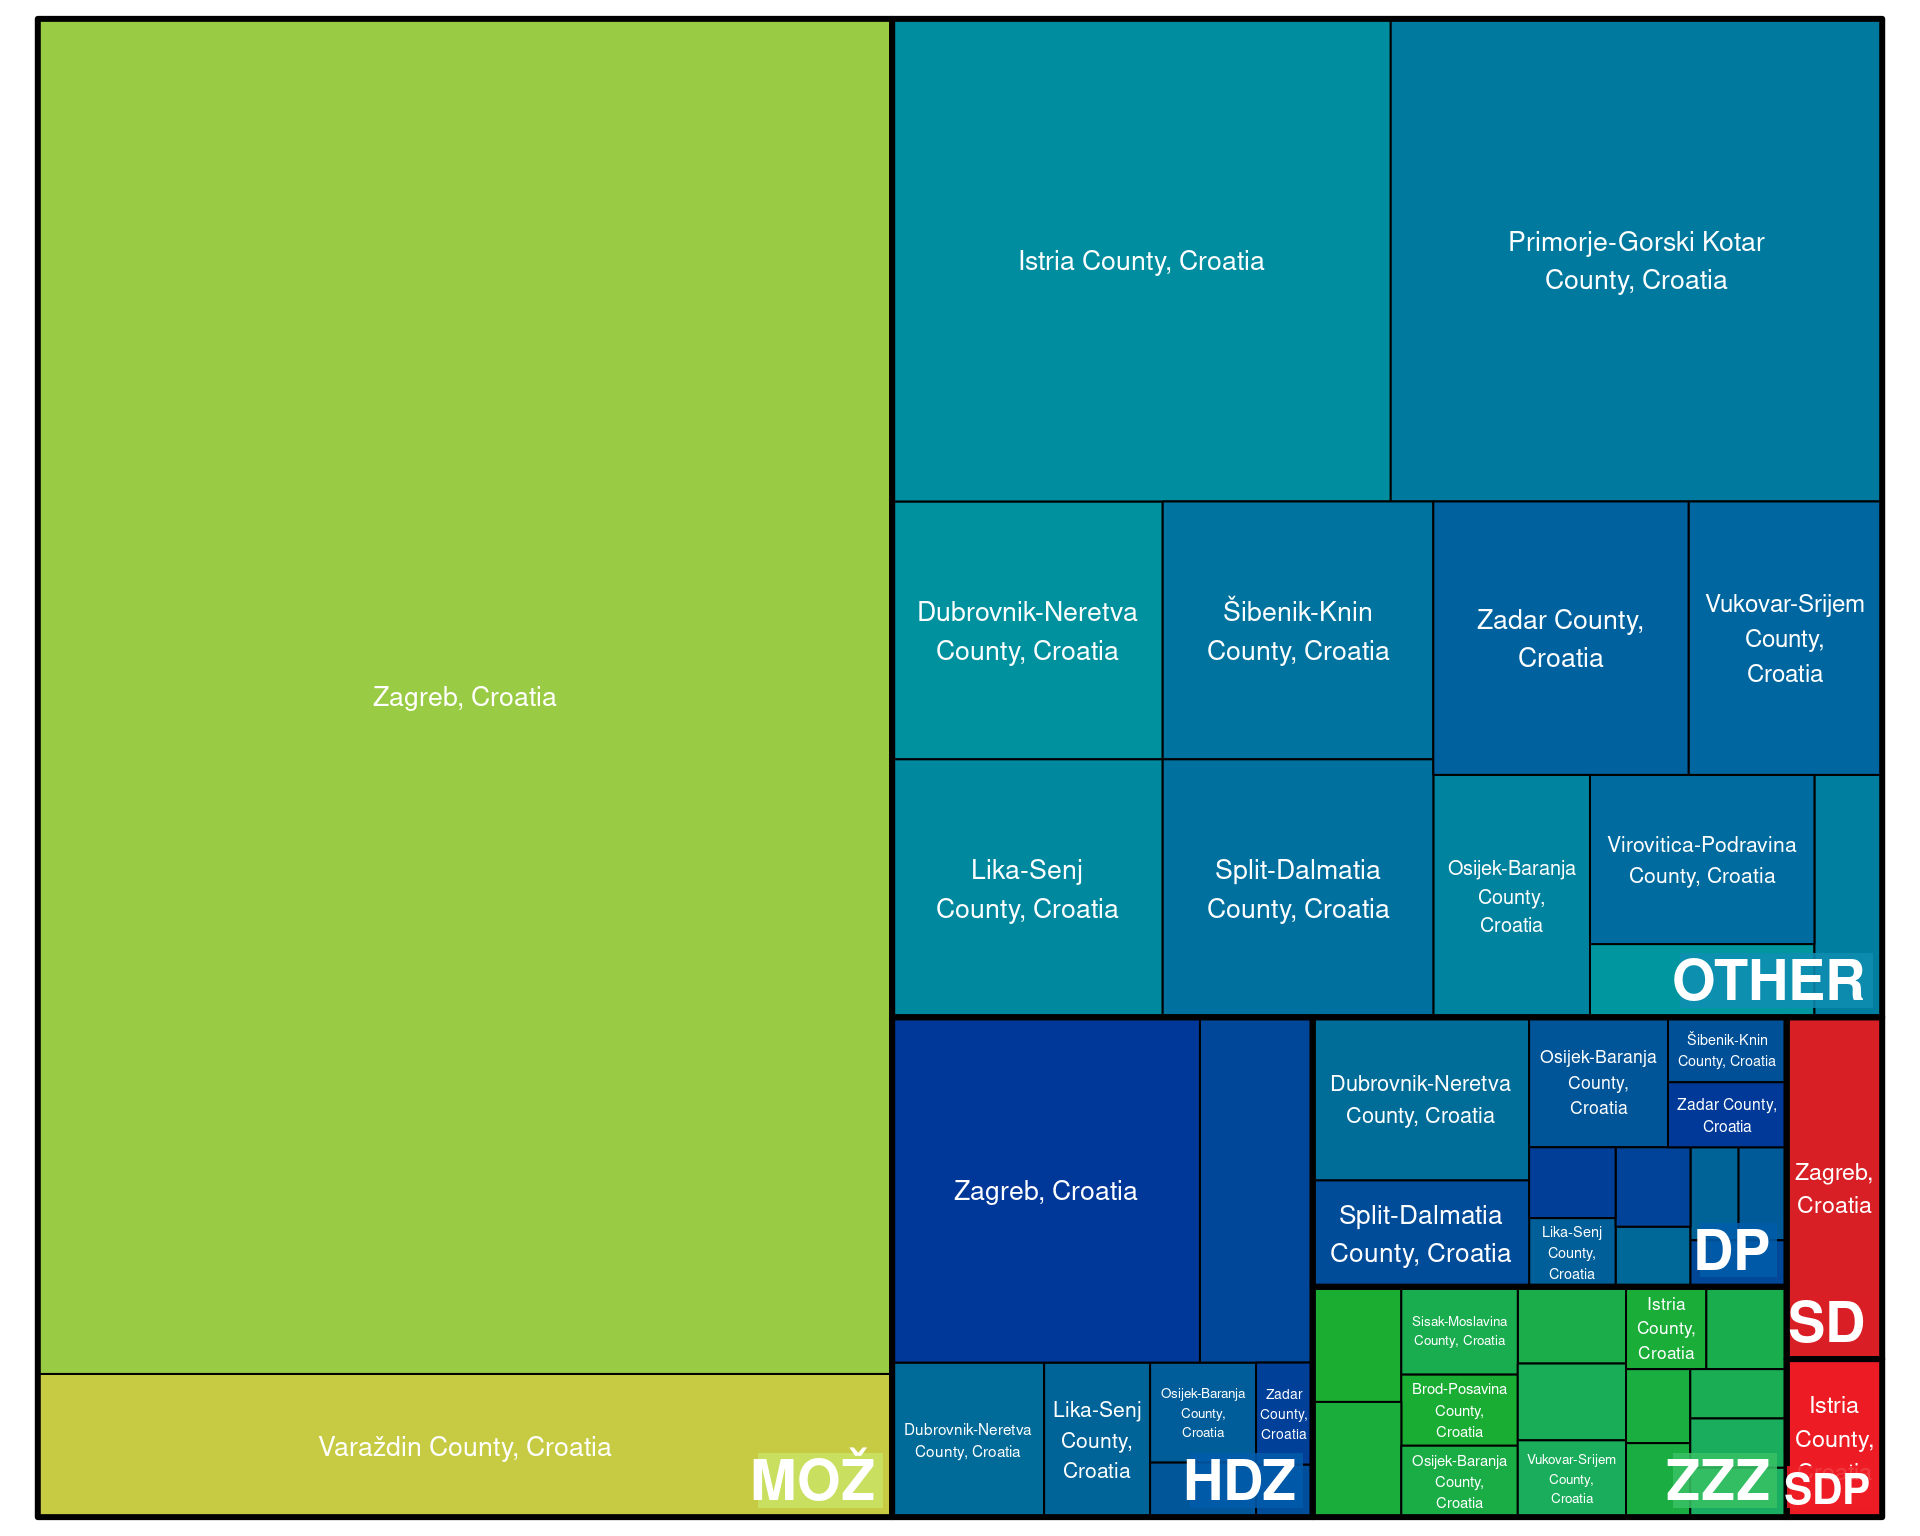 Zagreb, Croatia
Varaždin County, Croatia
MOŽ
Istria County, Croatia
Primorje-Gorski Kotar
County, Croatia
Dubrovnik-Neretva
County, Croatia
Šibenik-Knin
County, Croatia
Zadar County,
Croatia
Vukovar-Srijem
County,
Croatia
Lika-Senj
County, Croatia
Split-Dalmatia
County, Croatia
Osijek-Baranja
County,
Croatia
Virovitica-Podravina
County, Croatia
OTHER
Zagreb, Croatia
Dubrovnik-Neretva
County, Croatia
Lika-Senj
County,
Croatia
Osijek-Baranja
County,
Croatia
Zadar
County,
Croatia
HDZ
Dubrovnik-Neretva
County, Croatia
Split-Dalmatia
County, Croatia
Osijek-Baranja
County,
Croatia
Šibenik-Knin
County, Croatia
Zadar County,
Croatia
Lika-Senj
County,
Croatia
DP
Sisak-Moslavina
County, Croatia
Brod-Posavina
County,
Croatia
Osijek-Baranja
County,
Croatia
Vukovar-Srijem
County,
Croatia
Istria
County,
Croatia
ZZZ
Zagreb,
Croatia
SD
Istria
County,
Croatia
SDP